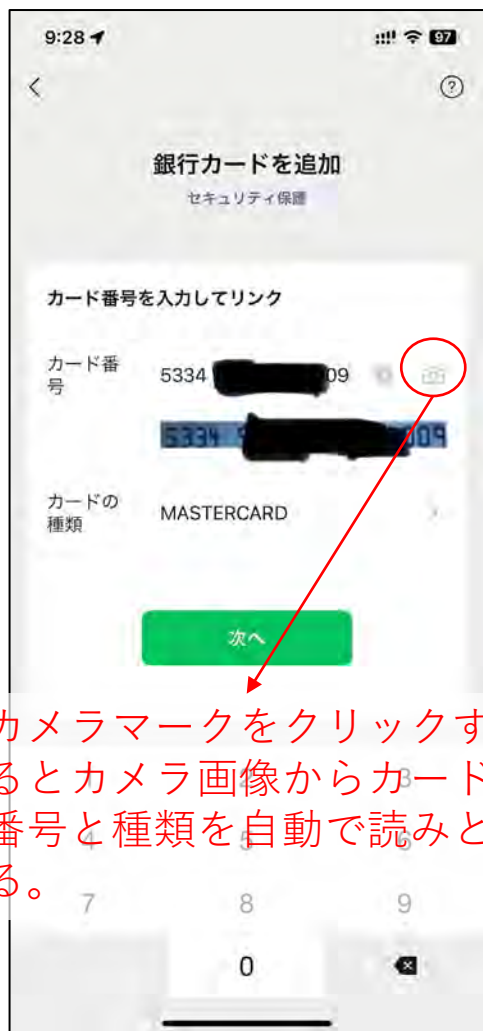 9:28
97
銀行カードを追加
セキュリティ保護
カード番号を入力してリンク
カード番号
5334 09
5334 009
カードの種類
MASTERCARD
次へ
カメラマークをクリックす
るとカメラ画像からカード
番号と種類を自動で読みと
る。
3
4 5 6
7 8 9
0